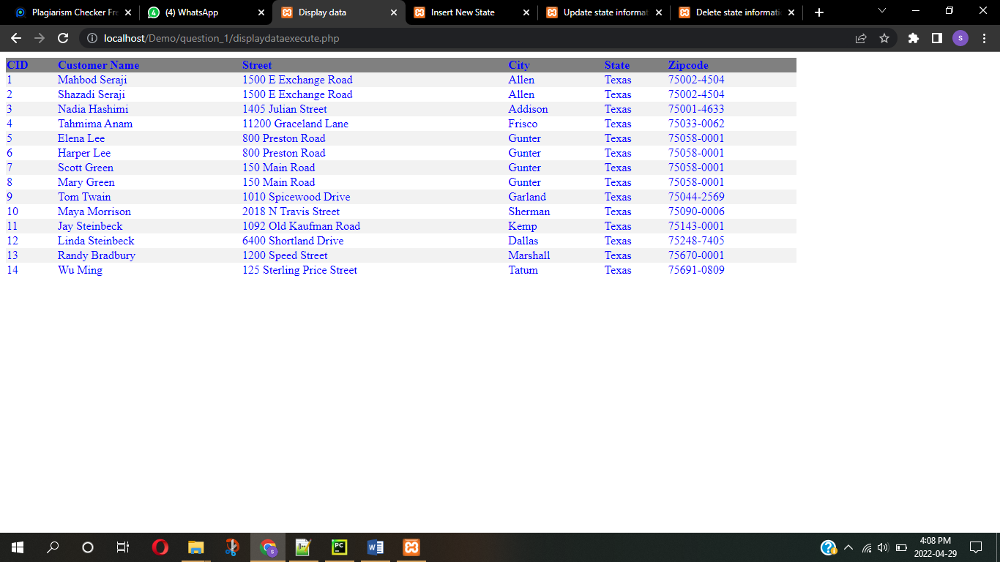 Plagiarism Checker Fre (4) WhatsApp Display data Insert New State Update state informat Delete state informati
localhost/Demo/question_1/displaydataexecute.php s
CID Customer Name Street City State Zipcode
1 Mahbod Seraji 1500 E Exchange Road Allen Texas 75002-4504
2 Shazadi Seraji 1500 E Exchange Road Allen Texas 75002-4504
3 Nadia Hashimi 1405 Julian Street Addison Texas 75001-4633
4 Tahmima Anam 11200 Graceland Lane Frisco Texas 75033-0062
5 Elena Lee 800 Preston Road Gunter Texas 75058-0001
6 Harper Lee 800 Preston Road Gunter Texas 75058-0001
7 Scott Green 150 Main Road Gunter Texas 75058-0001
8 Mary Green 150 Main Road Gunter Texas 75058-0001
9 Tom Twain 1010 Spicewood Drive Garland Texas 75044-2569
10 Maya Morrison 2018 N Travis Street Sherman Texas 75090-0006
11 Jay Steinbeck 1092 Old Kaufman Road Kemp Texas 75143-0001
12 Linda Steinbeck 6400 Shortland Drive Dallas Texas 75248-7405
13 Randy Bradbury 1200 Speed Street Marshall Texas 75670-0001
14 Wu Ming 125 Sterling Price Street Tatum Texas 75691-0809
4:08 PM
2022-04-29